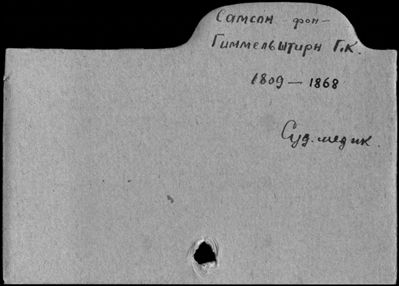 Самсон фон-
Гиммельштирн Г.К.
1809 — 1868
Суд. медик.